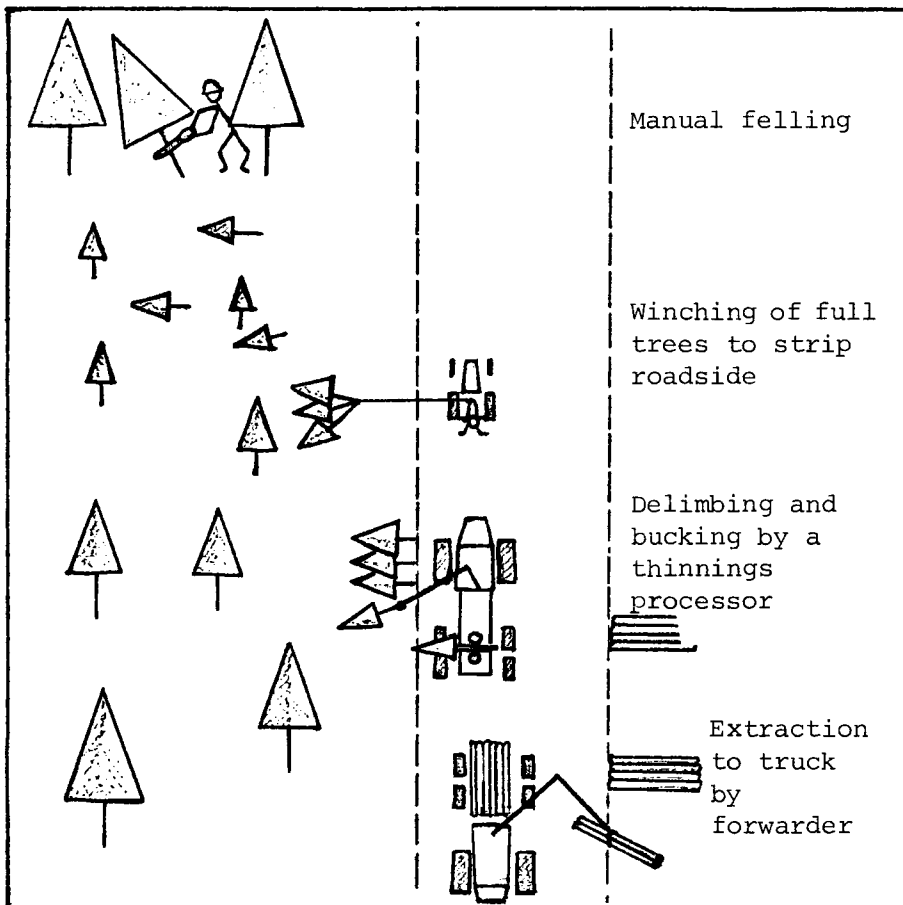 Manual felling
Winching of full
trees to strip
roadside
Delimbing and
bucking by a
thinnings
processor
Extraction
to truck
by
forwarder